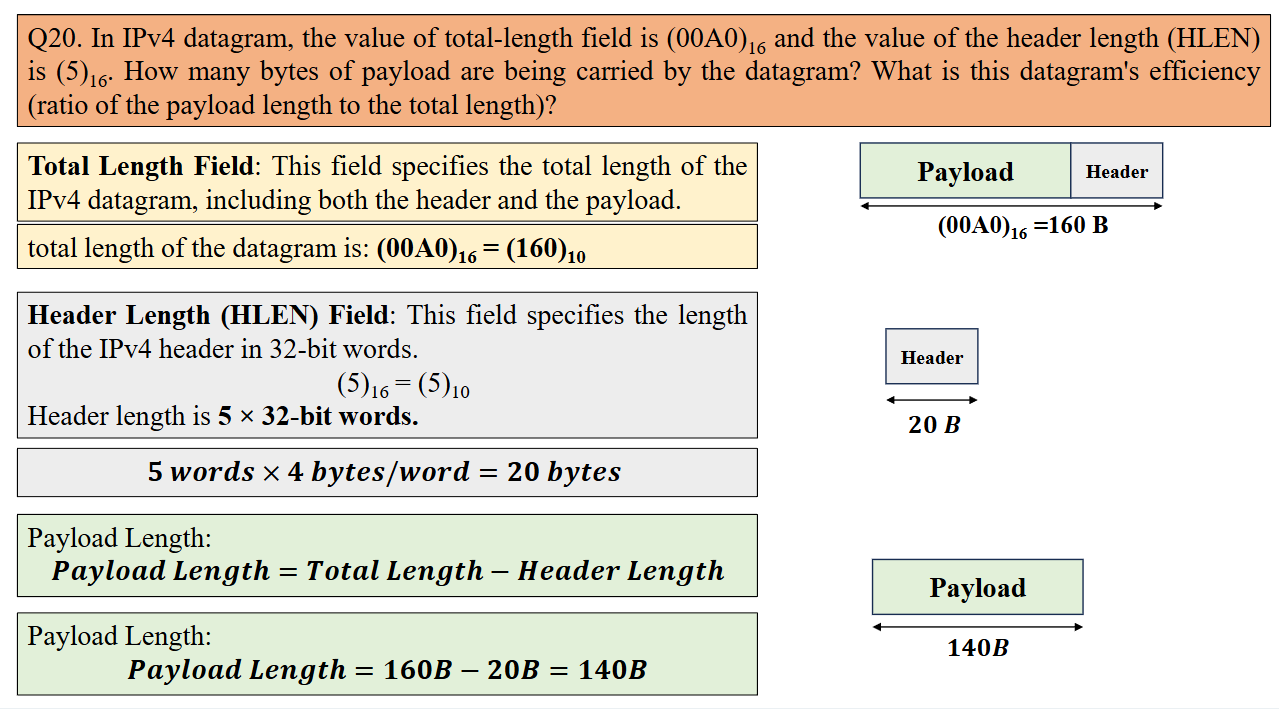 Q20. In IPv4 datagram, the value of total-length field is (00A0)₁₆ and the value of the header length (HLEN)
is (5)₁₆. How many bytes of payload are being carried by the datagram? What is this datagram's efficiency
(ratio of the payload length to the total length)?
Total Length Field: This field specifies the total length of the
IPv4 datagram, including both the header and the payload.
total length of the datagram is: (00A0)₁₆ = (160)₁₀
Payload
Header
(00A0)₁₆ =160 B
Header Length (HLEN) Field: This field specifies the length
of the IPv4 header in 32-bit words.
(5)₁₆ = (5)₁₀
Header length is 5 × 32-bit words.
5 words × 4 bytes/word = 20 bytes
Header
20 B
Payload Length:
Payload Length = Total Length − Header Length
Payload Length:
Payload Length = 160B − 20B = 140B
Payload
140B